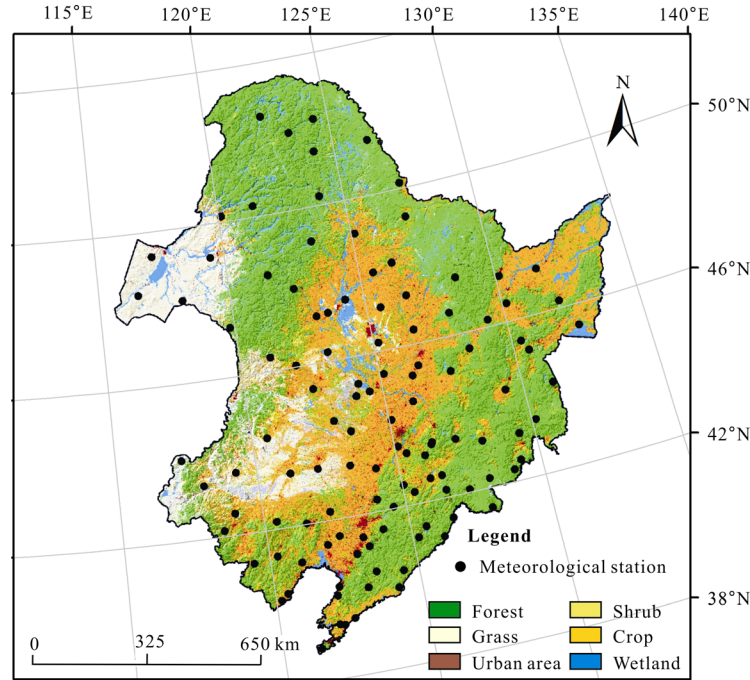 115°E 120°E 125°E 130°E 135°E 140°E
N
50°N
46°N
42°N
38°N
Legend
Meteorological station
Forest Shrub
Grass Crop
Urban area Wetland
0 325 650 km